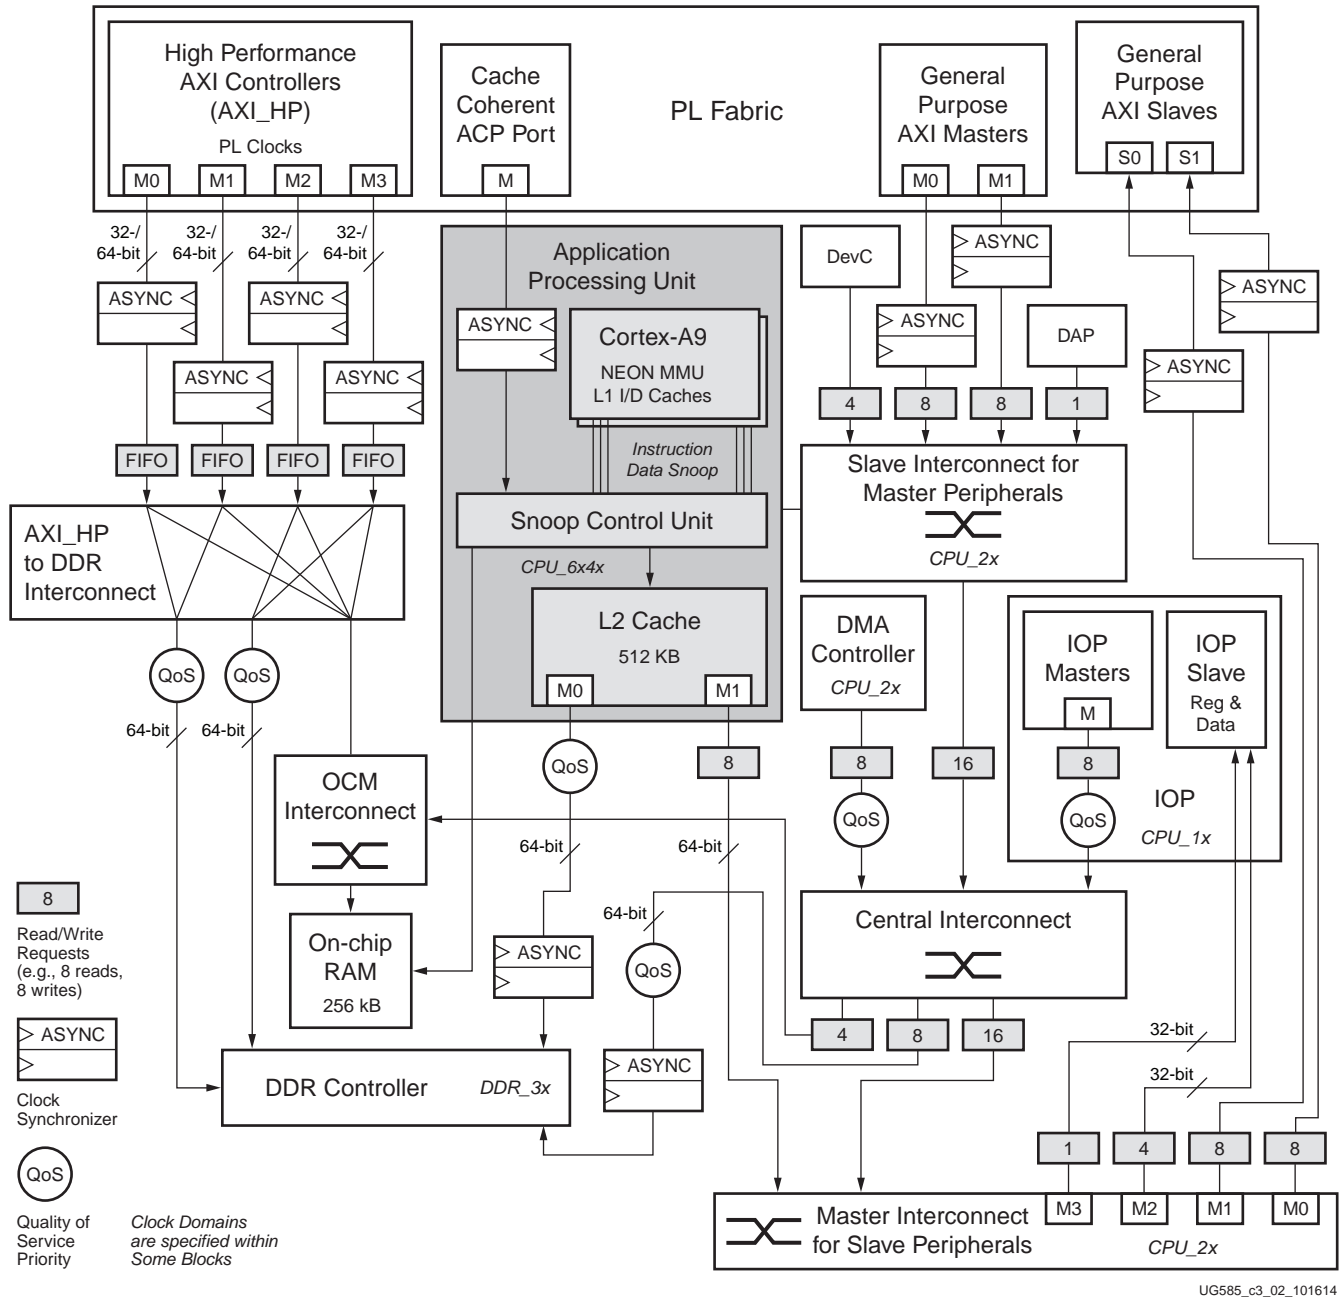 High Performance
AXI Controllers
(AXI_HP)
PL Clocks
M0
M1
M2
M3
Cache
Coherent
ACP Port
M
PL Fabric
General
Purpose
AXI Masters
M0
M1
General
Purpose
AXI Slaves
S0
S1
32-/
64-bit
32-/
64-bit
32-/
64-bit
32-/
64-bit
ASYNC
ASYNC
ASYNC
ASYNC
FIFO
FIFO
FIFO
FIFO
AXI_HP
to DDR
Interconnect
QoS
QoS
64-bit
64-bit
Application
Processing Unit
ASYNC
Cortex-A9
NEON MMU
L1 I/D Caches
Instruction
Data Snoop
Snoop Control Unit
CPU_6x4x
L2 Cache
512 KB
M0
M1
QoS
8
64-bit
64-bit
DevC
ASYNC
ASYNC
DAP
4
8
8
1
ASYNC
ASYNC
Slave Interconnect for
Master Peripherals
CPU_2x
DMA
Controller
CPU_2x
8
QoS
16
IOP
Masters
M
8
QoS
IOP
Slave
Reg &
Data
IOP
CPU_1x
OCM
Interconnect
On-chip
RAM
256 kB
ASYNC
64-bit
QoS
ASYNC
Central Interconnect
4
8
16
DDR Controller
DDR_3x
32-bit
32-bit
1
4
8
8
M3
M2
M1
M0
Master Interconnect
for Slave Peripherals
CPU_2x
8
Read/Write
Requests
(e.g., 8 reads,
8 writes)
ASYNC
Clock
Synchronizer
QoS
Quality of
Service
Priority
Clock Domains
are specified within
Some Blocks
UG585_c3_02_101614